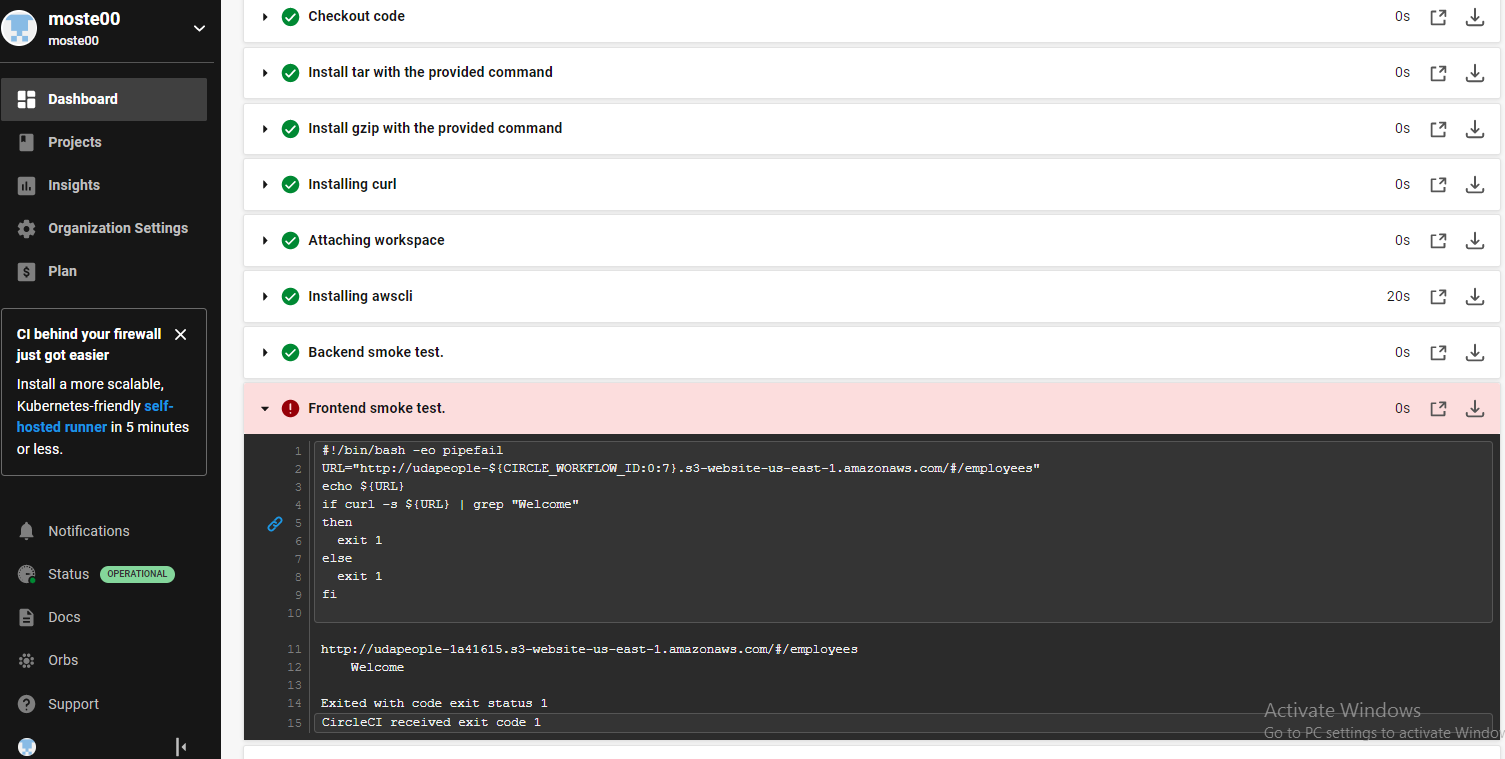 moste00
moste00
Dashboard
Projects
Insights
Organization Settings
Plan
CI behind your firewall
just got easier
Install a more scalable,
Kubernetes-friendly self-
hosted runner in 5 minutes
or less.
Notifications
Status OPERATIONAL
Docs
Orbs
Support
Checkout code 0s
Install tar with the provided command 0s
Install gzip with the provided command 0s
Installing curl 0s
Attaching workspace 0s
Installing awscli 20s
Backend smoke test. 0s
Frontend smoke test. 0s
1 #!/bin/bash -eo pipefail
2 URL="http://udapeople-${CIRCLE_WORKFLOW_ID:0:7}.s3-website-us-east-1.amazonaws.com/#/employees"
3 echo ${URL}
4 if curl -s ${URL} | grep "Welcome"
5 then
6 exit 1
7 else
8 exit 1
9 fi
10
11 http://udapeople-1a41615.s3-website-us-east-1.amazonaws.com/#/employees
12 Welcome
13
14 Exited with code exit status 1
15 CircleCI received exit code 1
Activate Windows
Go to PC settings to activate Windo